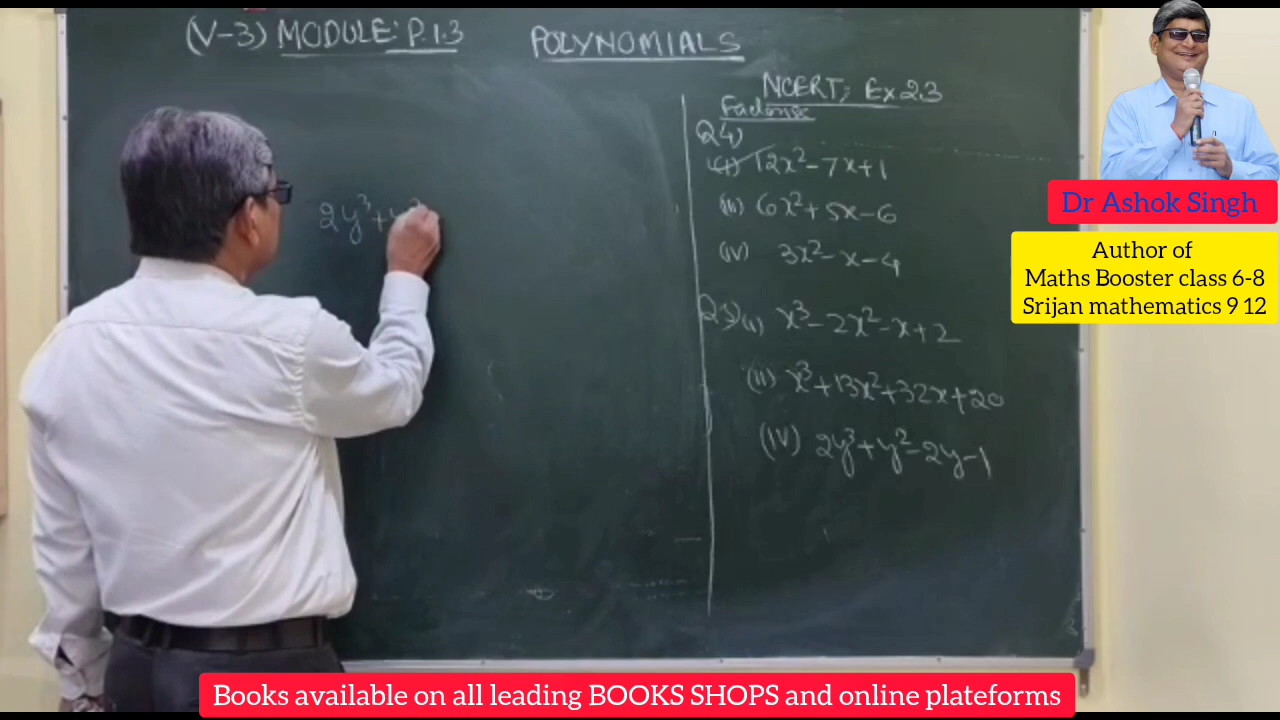 (V-3) MODULE: P.1.3
POLYNOMIALS
NCERT; Ex 2.3
Factorise
Q4)
(i) 12x²-7x+1
(iii) 6x²+5x-6
(iv) 3x²-x-4
Q5) (i) x³-2x²-x+2
(iii) x³+13x²+32x+20
(iv) 2y³+y²-2y-1
2y³+y²
Dr Ashok Singh
Author of
Maths Booster class 6-8
Srijan mathematics 9 12
Books available on all leading BOOKS SHOPS and online plateforms